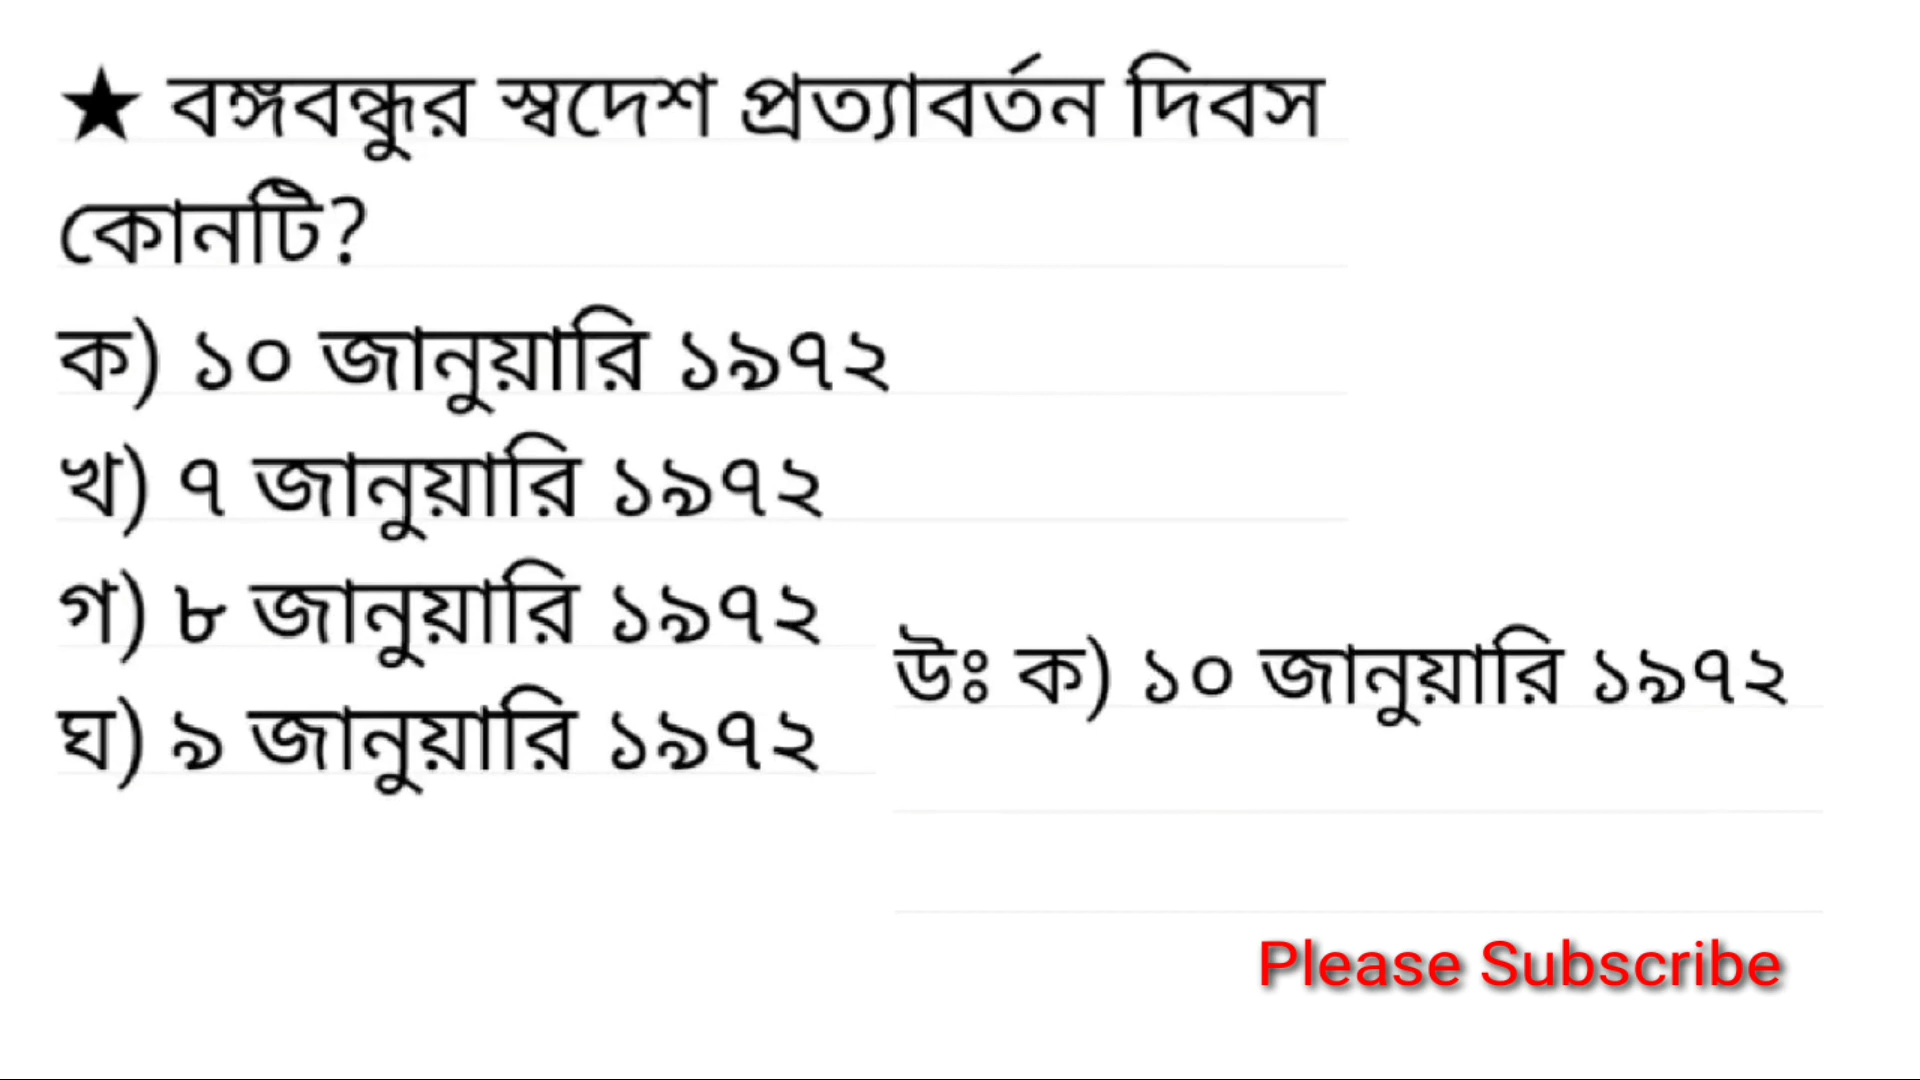 ★ বঙ্গবন্ধুর স্বদেশ প্রত্যাবর্তন দিবস
কোনটি?
ক) ১০ জানুয়ারি ১৯৭২
খ) ৭ জানুয়ারি ১৯৭২
গ) ৮ জানুয়ারি ১৯৭২
ঘ) ৯ জানুয়ারি ১৯৭২
উঃ ক) ১০ জানুয়ারি ১৯৭২
Please Subscribe